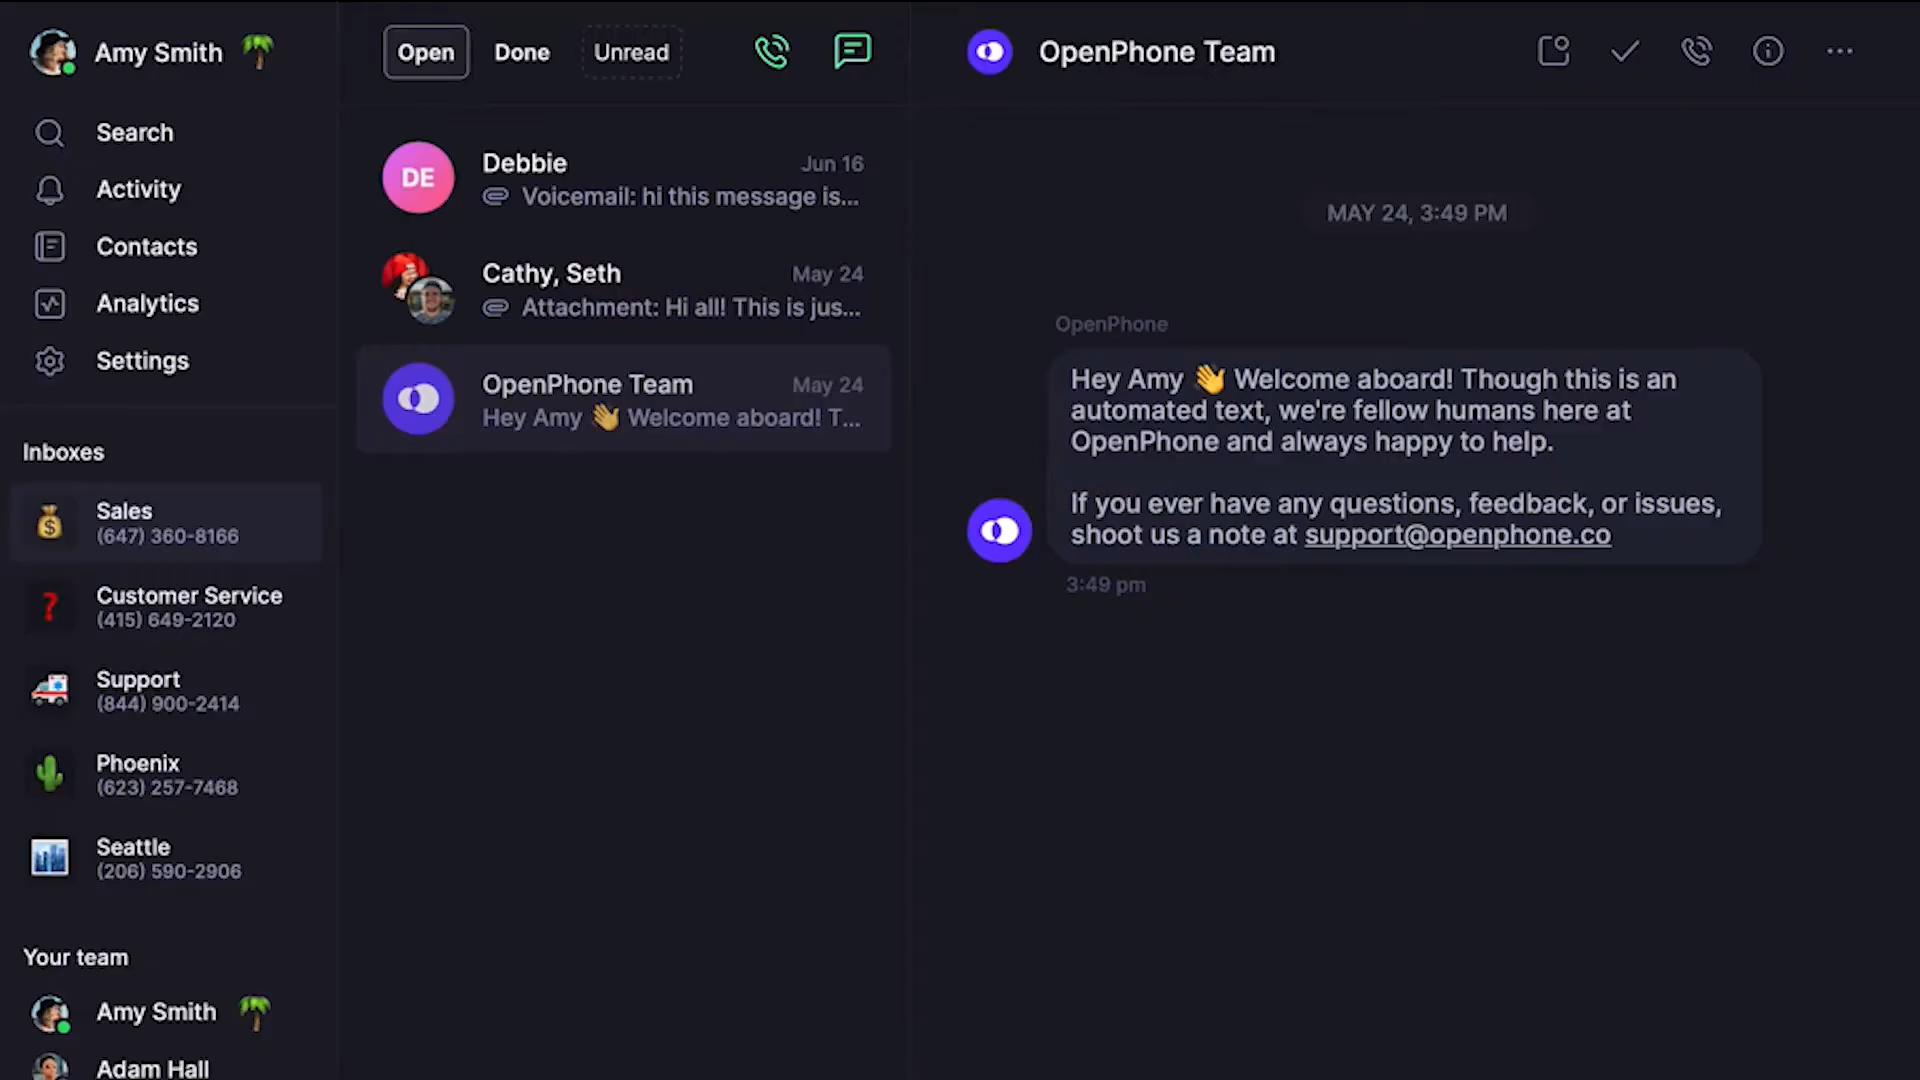 Amy Smith
Search
Activity
Contacts
Analytics
Settings
Inboxes
Sales
(647) 360-8166
Customer Service
(415) 649-2120
Support
(844) 900-2414
Phoenix
(623) 257-7468
Seattle
(206) 590-2906
Your team
Amy Smith
Adam Hall
Open Done Unread
DE
Debbie Jun 16
Voicemail: hi this message is...
Cathy, Seth May 24
Attachment: Hi all! This is jus...
OpenPhone Team May 24
Hey Amy 👋 Welcome aboard! T...
OpenPhone Team
MAY 24, 3:49 PM
OpenPhone
Hey Amy 👋 Welcome aboard! Though this is an
automated text, we're fellow humans here at
OpenPhone and always happy to help.
If you ever have any questions, feedback, or issues,
shoot us a note at support@openphone.co
3:49 pm